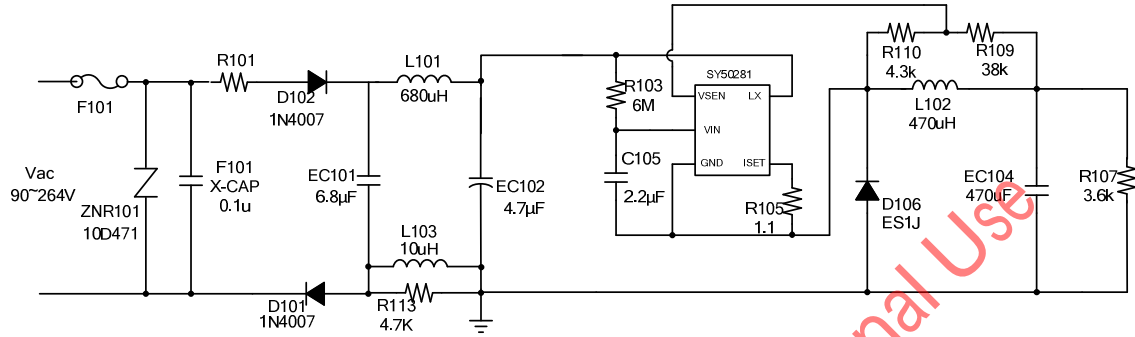 F101
Vac
90~264V
ZNR101
10D471
F101
X-CAP
0.1u
R101
D102
1N4007
L101
680uH
EC101
6.8µF
EC102
4.7µF
L103
10uH
D101
1N4007
R113
4.7K
R103
6M
C105
2.2µF
SY50281
VSEN
LX
VIN
GND
ISET
R105
1.1
R110
4.3k
R109
38k
L102
470uH
D106
ES1J
EC104
470uF
R107
3.6k
nal Use